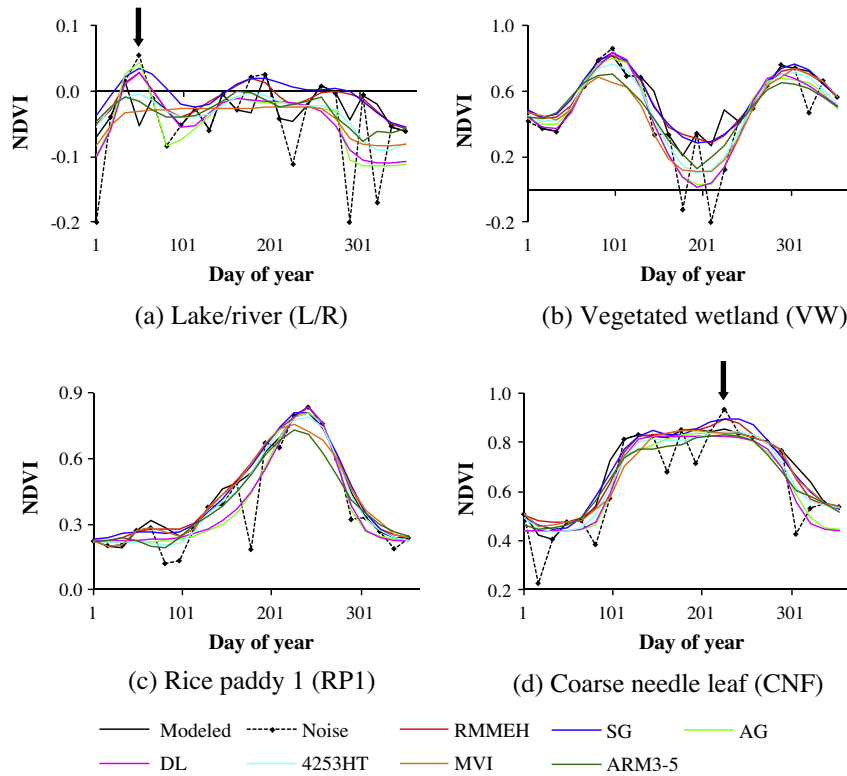 0.1
0.0
-0.1
-0.2
NDVI
1 101 201 301
Day of year
(a) Lake/river (L/R)
1.0
0.6
0.2
-0.2
NDVI
1 101 201 301
Day of year
(b) Vegetated wetland (VW)
0.9
0.6
0.3
0.0
NDVI
1 101 201 301
Day of year
(c) Rice paddy 1 (RP1)
1.0
0.8
0.6
0.4
0.2
NDVI
1 101 201 301
Day of year
(d) Coarse needle leaf (CNF)
Modeled Noise RMMEH SG AG
DL 4253HT MVI ARM3-5